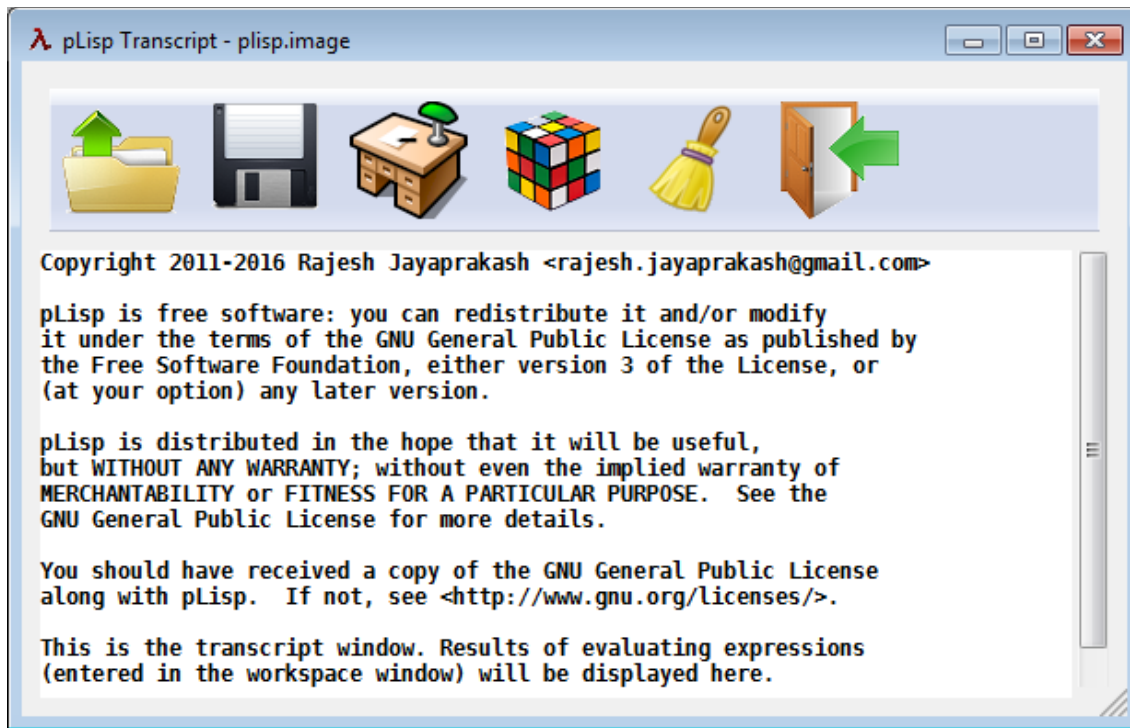 pLisp Transcript - plisp.image
Copyright 2011-2016 Rajesh Jayaprakash <rajesh.jayaprakash@gmail.com>
pLisp is free software: you can redistribute it and/or modify
it under the terms of the GNU General Public License as published by
the Free Software Foundation, either version 3 of the License, or
(at your option) any later version.
pLisp is distributed in the hope that it will be useful,
but WITHOUT ANY WARRANTY; without even the implied warranty of
MERCHANTABILITY or FITNESS FOR A PARTICULAR PURPOSE.  See the
GNU General Public License for more details.
You should have received a copy of the GNU General Public License
along with pLisp.  If not, see <http://www.gnu.org/licenses/>.
This is the transcript window. Results of evaluating expressions
(entered in the workspace window) will be displayed here.